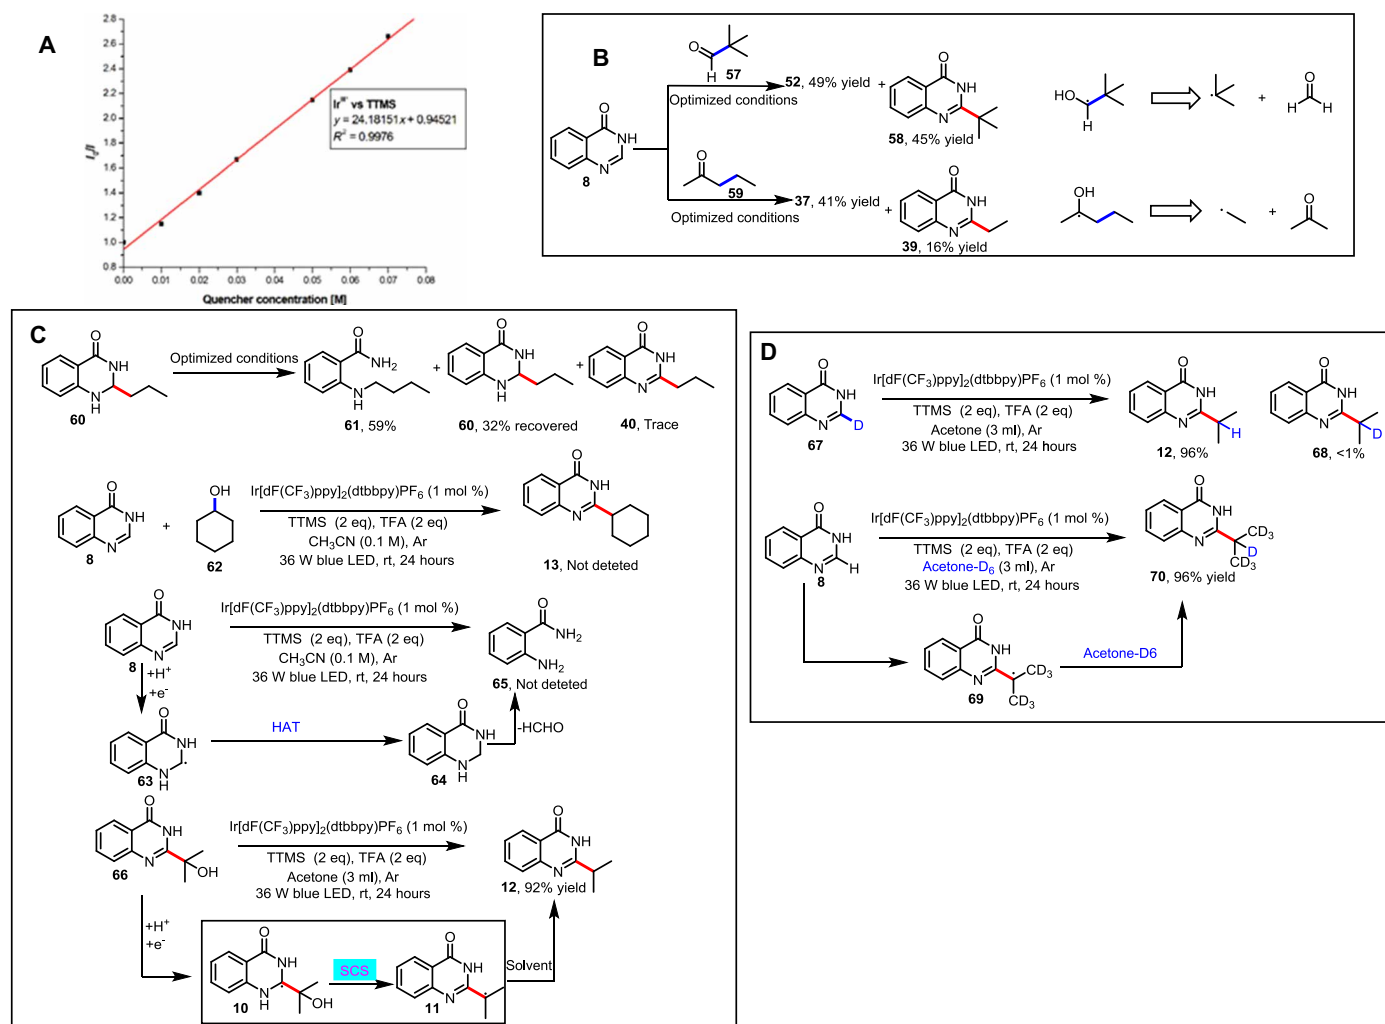 A
2.8
2.6
2.4
2.2
2.0
1.8
1.6
1.4
1.2
1.0
0.8
I0/I
Ir* vs TTMS
y = 24.18151x + 0.94521
R² = 0.9976
0.00 0.01 0.02 0.03 0.04 0.05 0.06 0.07 0.08
Quencher concentration [M]
B
O
H
57
52, 49% yield
+
Optimized conditions
O
NH
N
58, 45% yield
HO
H
+
O
H H
O
NH
N
8
O
59
37, 41% yield
+
Optimized conditions
O
NH
N
39, 16% yield
OH
+
O
C
O
NH
N
H
60
Optimized conditions
O
NH2
N
H
61, 59%
+
O
NH
N
H
60, 32% recovered
+
O
NH
N
40, Trace
O
NH
N
8
+
OH
62
Ir[dF(CF3)ppy]2(dtbbpy)PF6 (1 mol %)
TTMS (2 eq), TFA (2 eq)
CH3CN (0.1 M), Ar
36 W blue LED, rt, 24 hours
O
NH
N
13, Not deteted
O
NH
N
8
Ir[dF(CF3)ppy]2(dtbbpy)PF6 (1 mol %)
TTMS (2 eq), TFA (2 eq)
CH3CN (0.1 M), Ar
36 W blue LED, rt, 24 hours
O
NH2
NH2
65, Not deteted
+H+
+e-
O
NH
N
H
63
HAT
O
NH
N
H
64
-HCHO
O
NH
N
OH
66
Ir[dF(CF3)ppy]2(dtbbpy)PF6 (1 mol %)
TTMS (2 eq), TFA (2 eq)
Acetone (3 ml), Ar
36 W blue LED, rt, 24 hours
O
NH
N
12, 92% yield
+H+
+e-
O
NH
N
H
OH
10
SCS
O
NH
N
11
Solvent
D
O
NH
N
D
67
Ir[dF(CF3)ppy]2(dtbbpy)PF6 (1 mol %)
TTMS (2 eq), TFA (2 eq)
Acetone (3 ml), Ar
36 W blue LED, rt, 24 hours
O
NH
N
H
12, 96%
O
NH
N
D
68, <1%
O
NH
N
H
8
Ir[dF(CF3)ppy]2(dtbbpy)PF6 (1 mol %)
TTMS (2 eq), TFA (2 eq)
Acetone-D6 (3 ml), Ar
36 W blue LED, rt, 24 hours
O
NH
N
CD3
D
CD3
70, 96% yield
O
NH
N
CD3
CD3
69
Acetone-D6